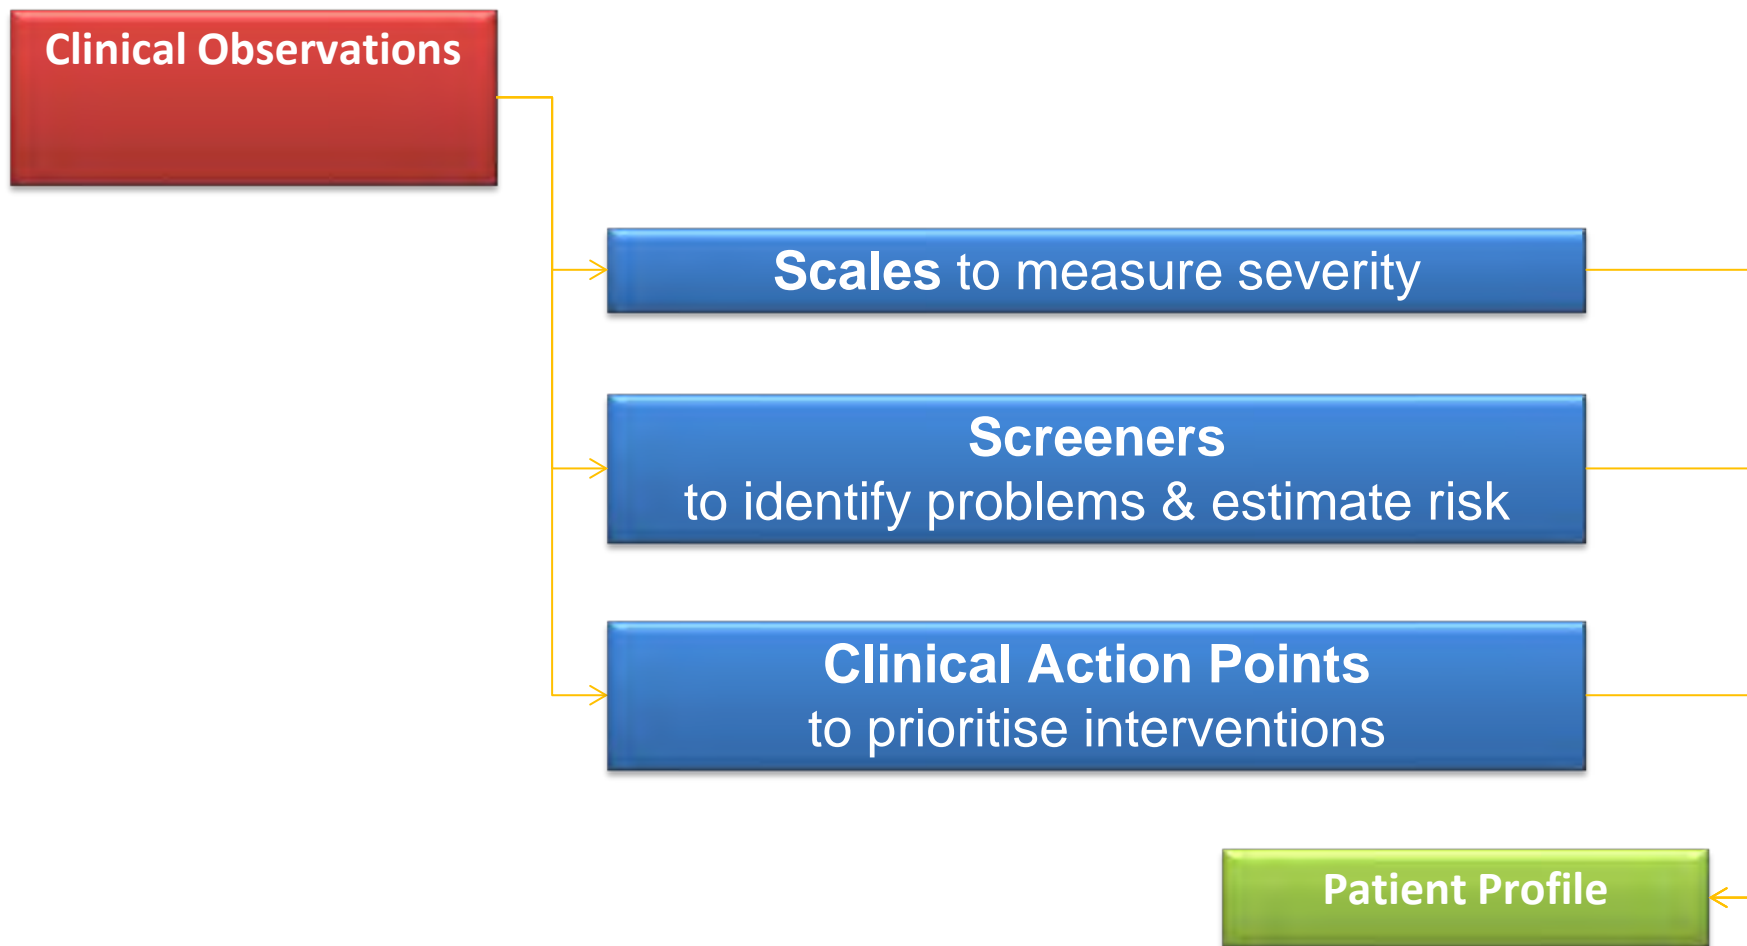 Clinical Observations
Scales to measure severity
Screeners
to identify problems & estimate risk
Clinical Action Points
to prioritise interventions
Patient Profile